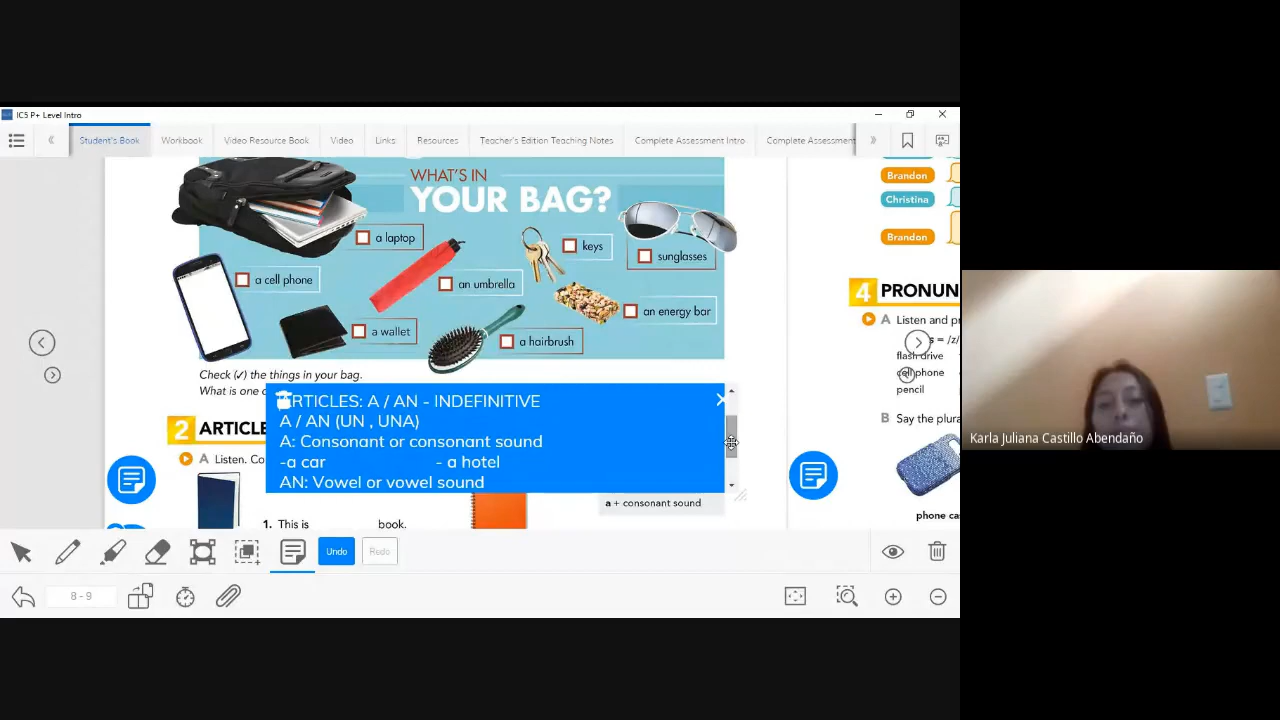 IC5 P+ Level Intro
Student's Book
Workbook
Video Resource Book
Video
Links
Resources
Teacher's Edition Teaching Notes
Complete Assessment Intro
Complete Assessment
WHAT'S IN
YOUR BAG?
a laptop
keys
sunglasses
a cell phone
an umbrella
an energy bar
a wallet
a hairbrush
Check (✓) the things in your bag.
What is one
2 ARTICLE
A Listen. Co
ARTICLES: A / AN - INDEFINITIVE
A / AN (UN , UNA)
A: Consonant or consonant sound
-a car - a hotel
AN: Vowel or vowel sound
a + consonant sound
1. This is book.
Brandon
Christina
Brandon
4 PRONUN
A Listen and pr
s = /z/
flash drive
cell phone
pencil
B Say the plura
phone cas
Undo
Redo
8 - 9
Karla Juliana Castillo Abendaño